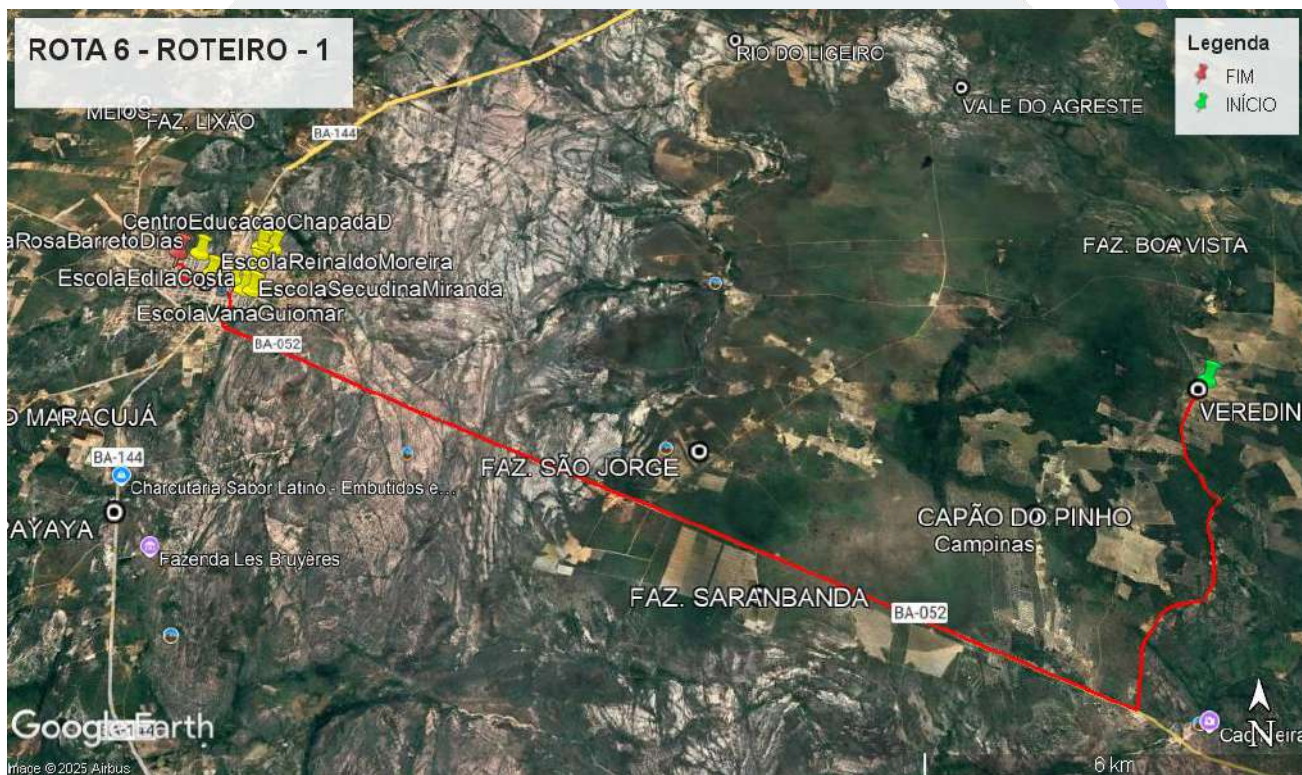 ROTA 6 - ROTEIRO - 1
Legenda
FIM
INÍCIO
RIO DO LIGEIRO
VALE DO AGRESTE
MEIOS
FAZ. LIXÃO
BA-144
CentroEducacaoChapadaD
aRosaBarretoDias
EscolaReinaldoMoreira
EscolaEdilaCosta
EscolaSecudinaMiranda
EscolaVanaGuiomar
FAZ. BOA VISTA
BA-052
VEREDIN
O MARACUJÁ
BA-144
Charcutaria Sabor Latino - Embutidos e...
FAZ. SÃO JORGE
PAYAYA
CAPÃO DO PINHO
Campinas
Fazenda Les Bruyères
FAZ. SARANBANDA
BA-052
Google Earth
N
6 km
Image © 2025 Airbus